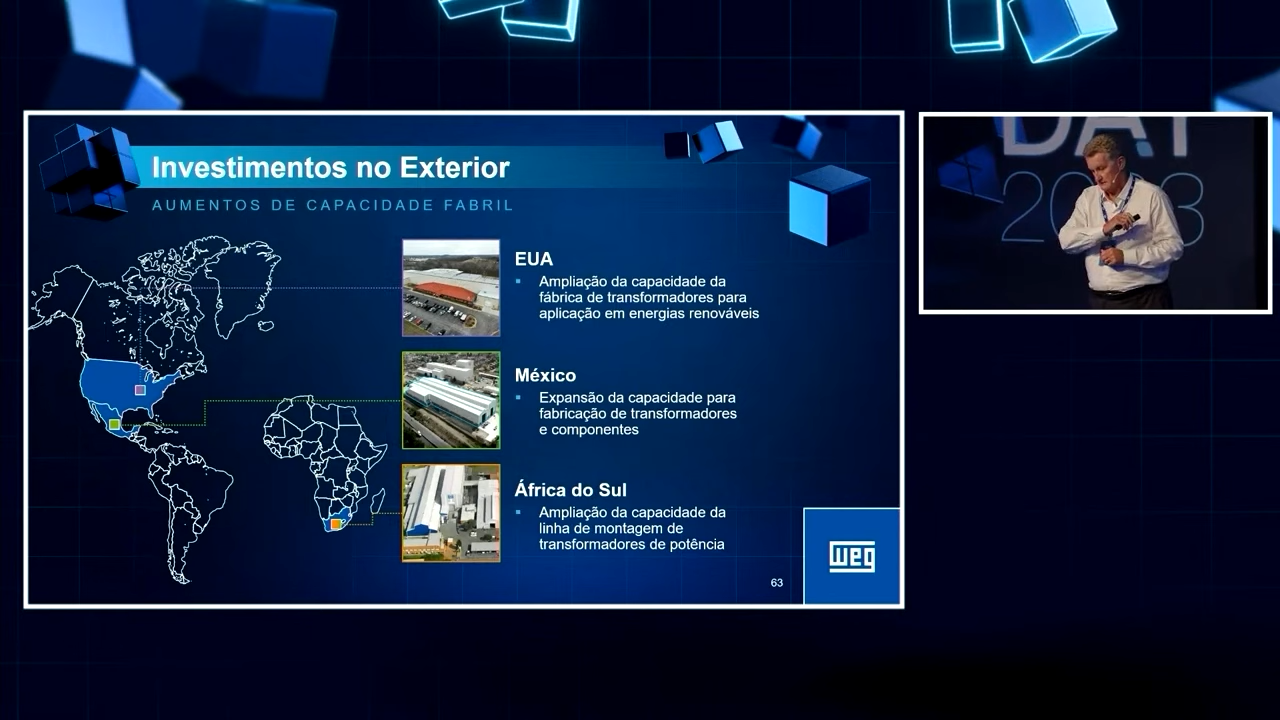 Investimentos no Exterior
AUMENTOS DE CAPACIDADE FABRIL
EUA
Ampliação da capacidade da
fábrica de transformadores para
aplicação em energias renováveis
México
Expansão da capacidade para
fabricação de transformadores
e componentes
África do Sul
Ampliação da capacidade da
linha de montagem de
transformadores de potência
63
weg
DAY
2023